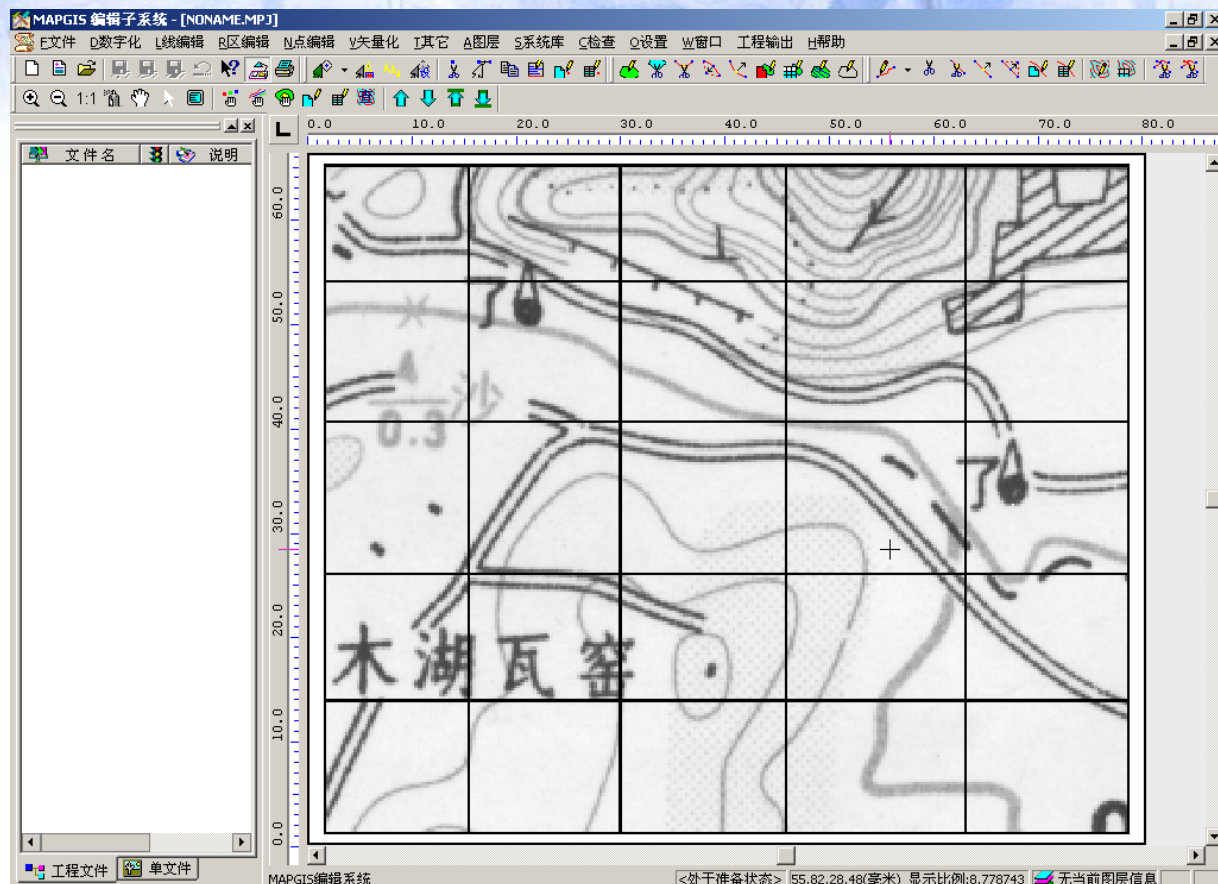 MAPGIS 编辑子系统 - [NONAME.MPJ]
F文件 D数字化 L线编辑 R区编辑 N点编辑 V矢量化 T其它 A图层 S系统库 C检查 O设置 W窗口 工程输出 H帮助
1:1
文件名 说明
0.0 10.0 20.0 30.0 40.0 50.0 60.0 70.0 80.0
60.0
50.0
40.0
30.0
20.0
10.0
0.0
4
0.3
沙
木湖瓦窑
工程文件 单文件
MAPGIS编辑系统 <处于准备状态> 55.82,28.48(毫米) 显示比例:8.778743 无当前图层信息